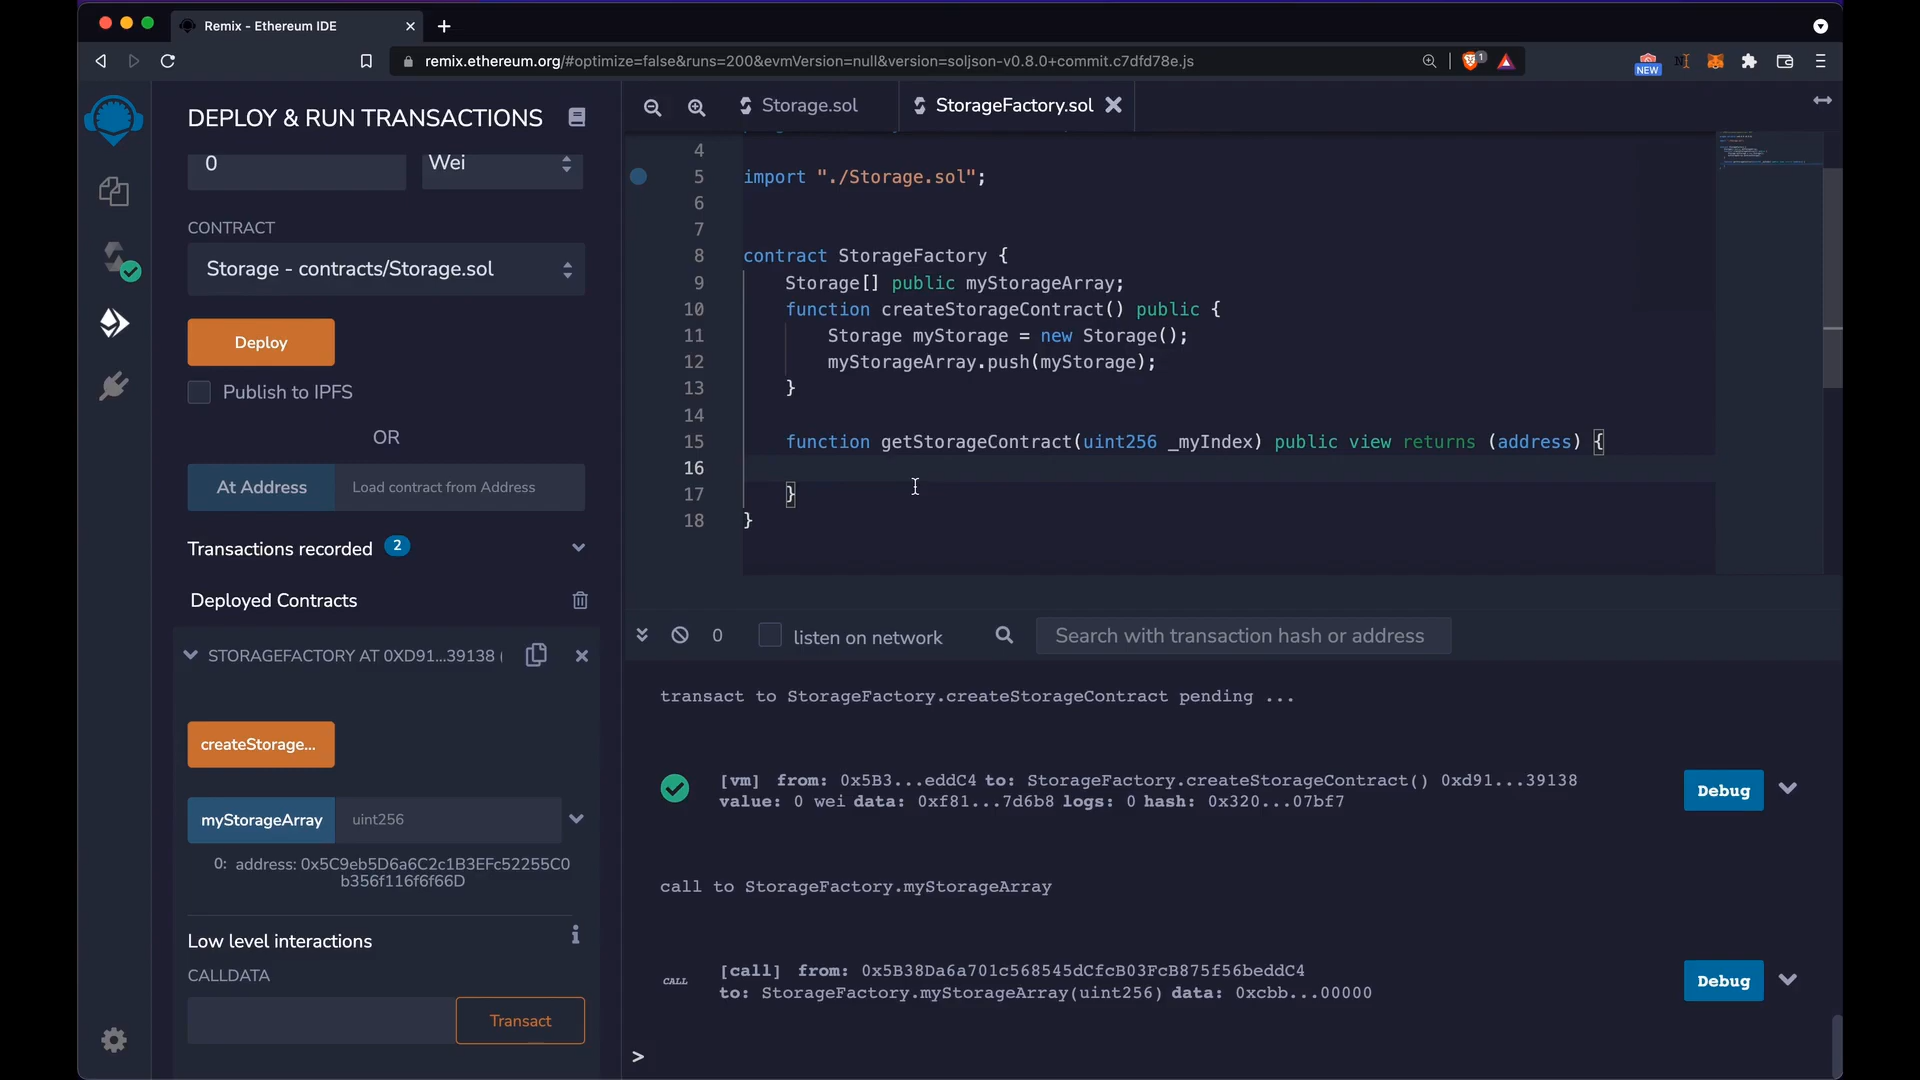 Remix - Ethereum IDE
remix.ethereum.org/#optimize=false&runs=200&evmVersion=null&version=soljson-v0.8.0+commit.c7dfd78e.js
1
NEW
DEPLOY & RUN TRANSACTIONS
0
Wei
CONTRACT
Storage - contracts/Storage.sol
Deploy
Publish to IPFS
OR
At Address
Load contract from Address
Transactions recorded 2
Deployed Contracts
STORAGEFACTORY AT 0XD91...39138 (
createStorage...
myStorageArray
uint256
0: address: 0x5C9eb5D6a6C2c1B3EFc52255C0
b356f116f6f66D
Low level interactions
CALLDATA
Transact
Storage.sol
StorageFactory.sol
4
5 import "./Storage.sol";
6
7
8 contract StorageFactory {
9 Storage[] public myStorageArray;
10 function createStorageContract() public {
11 Storage myStorage = new Storage();
12 myStorageArray.push(myStorage);
13 }
14
15 function getStorageContract(uint256 _myIndex) public view returns (address) {
16
17 }
18 }
0
listen on network
Search with transaction hash or address
transact to StorageFactory.createStorageContract pending ...
[vm] from: 0x5B3...eddC4 to: StorageFactory.createStorageContract() 0xd91...39138
value: 0 wei data: 0xf81...7d6b8 logs: 0 hash: 0x320...07bf7
Debug
call to StorageFactory.myStorageArray
CALL
[call] from: 0x5B38Da6a701c568545dCfcB03FcB875f56beddC4
to: StorageFactory.myStorageArray(uint256) data: 0xcbb...00000
Debug
>